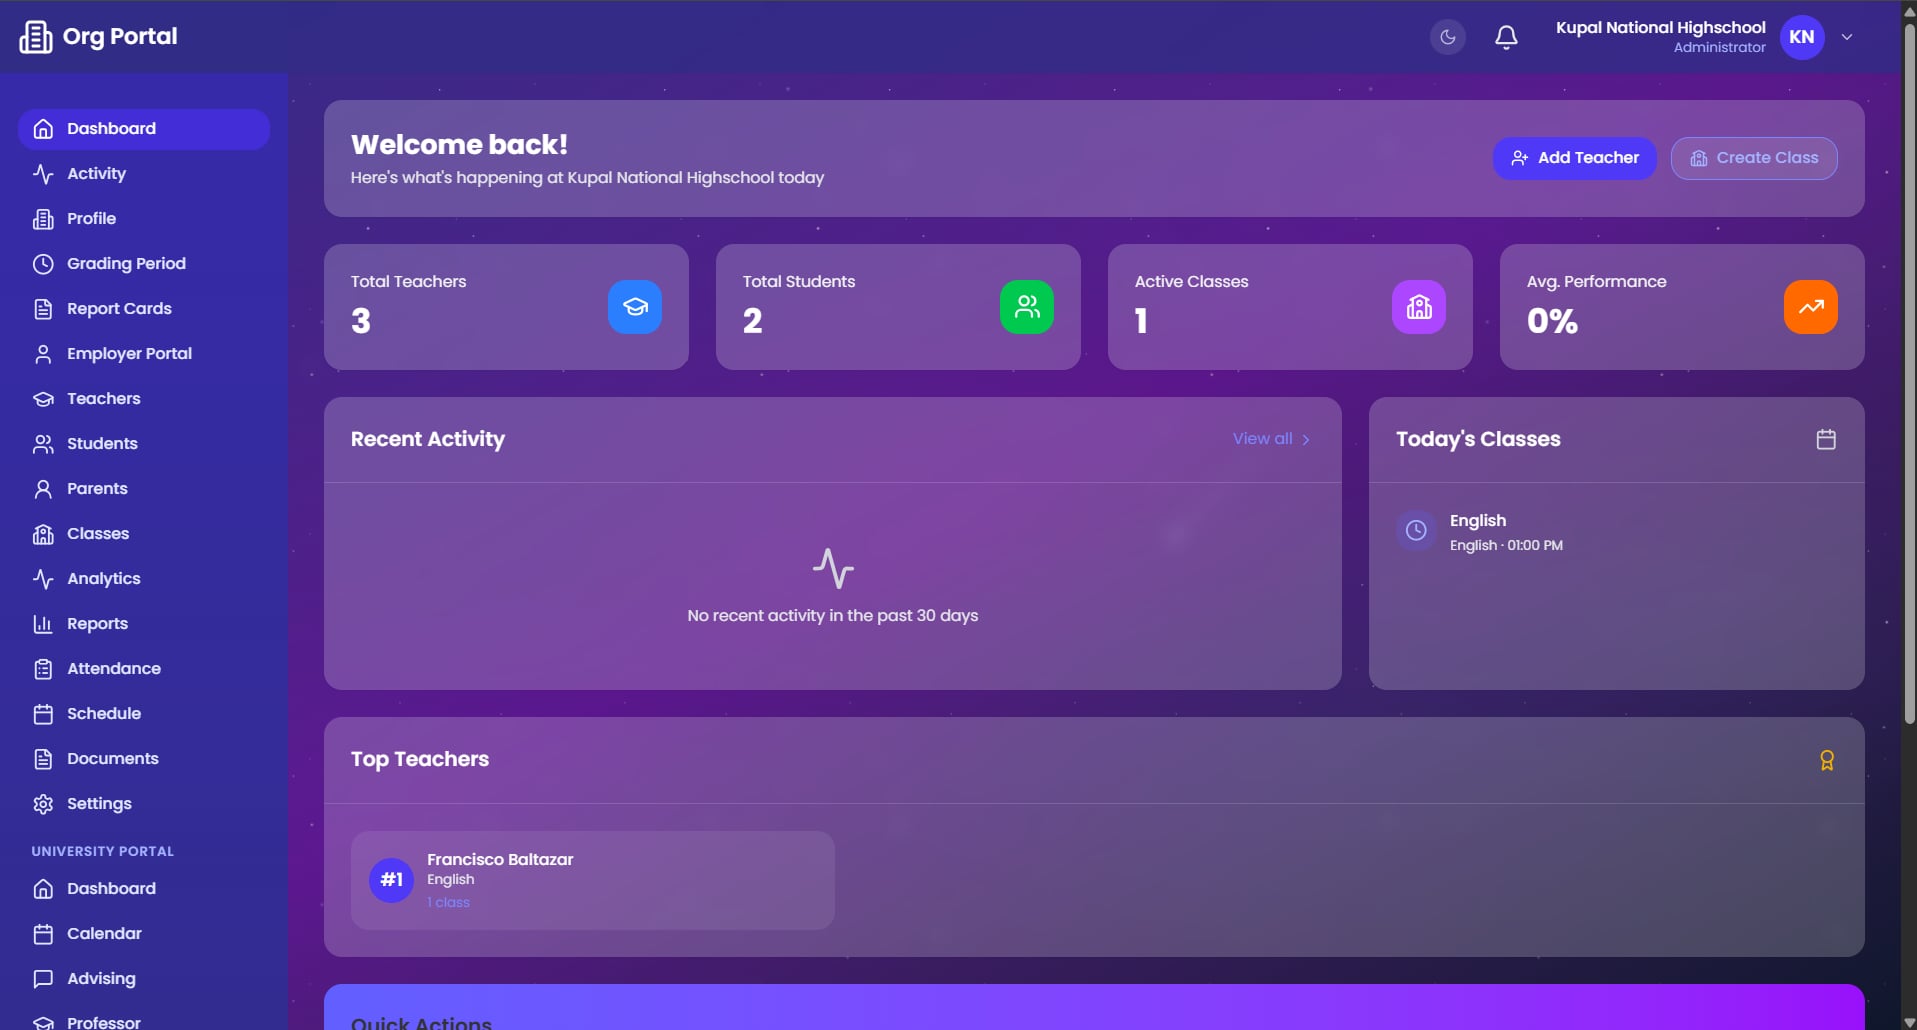 Org Portal
Kupal National Highschool
Administrator
KN
Dashboard
Activity
Profile
Grading Period
Report Cards
Employer Portal
Teachers
Students
Parents
Classes
Analytics
Reports
Attendance
Schedule
Documents
Settings
UNIVERSITY PORTAL
Dashboard
Calendar
Advising
Professor
Welcome back!
Here's what's happening at Kupal National Highschool today
Add Teacher
Create Class
Total Teachers
3
Total Students
2
Active Classes
1
Avg. Performance
0%
Recent Activity
View all
No recent activity in the past 30 days
Today's Classes
English
English · 01:00 PM
Top Teachers
#1
Francisco Baltazar
English
1 class
Quick Actions